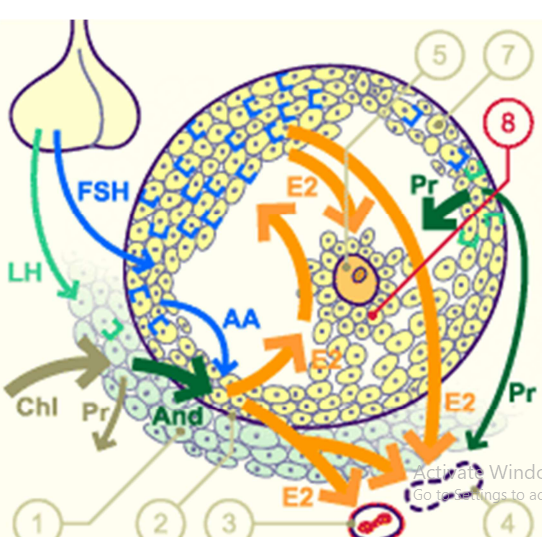 5
7
8
E2
Pr
FSH
LH
AA
E2
Chl
Pr
And
E2
Pr
Activate Windo
Go to Settings to ac
E2
1
2
3
4